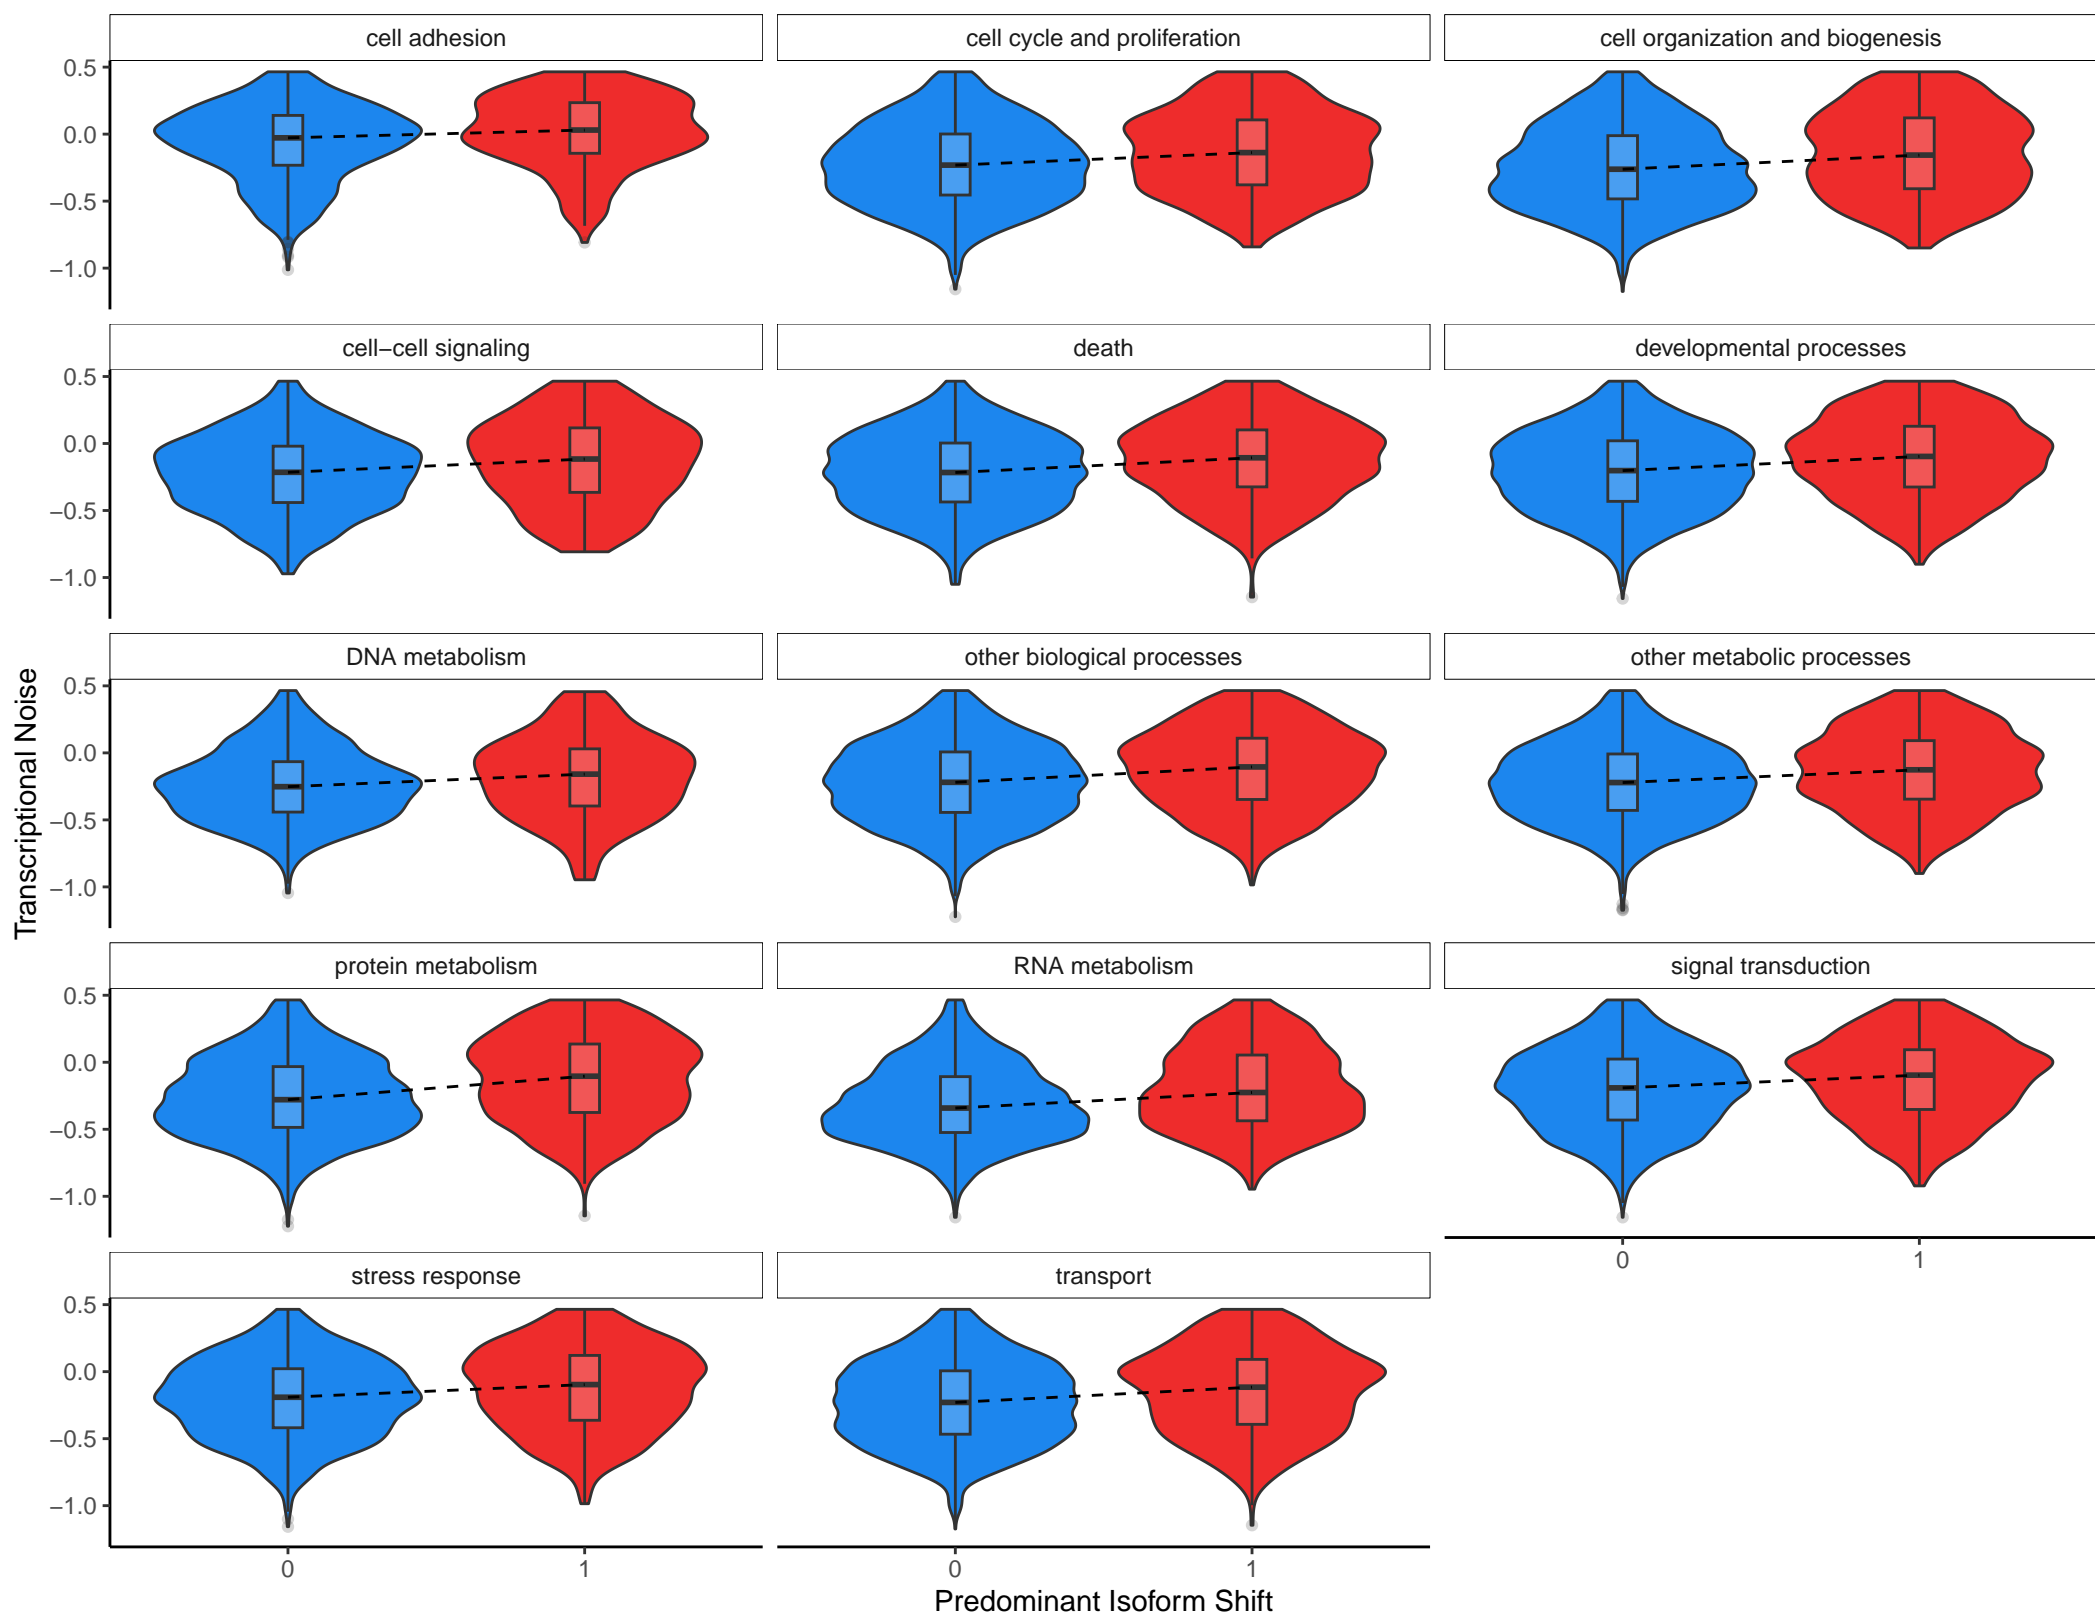 cell adhesion
cell cycle and proliferation
cell organization and biogenesis
0.5
0.0
−0.5
−1.0
cell−cell signaling
death
developmental processes
0.5
0.0
−0.5
−1.0
DNA metabolism
other biological processes
other metabolic processes
0.5
0.0
−0.5
−1.0
Transcriptional Noise
protein metabolism
RNA metabolism
signal transduction
0.5
0.0
−0.5
−1.0
0
1
stress response
transport
0.5
0.0
−0.5
−1.0
0
1
0
1
Predominant Isoform Shift